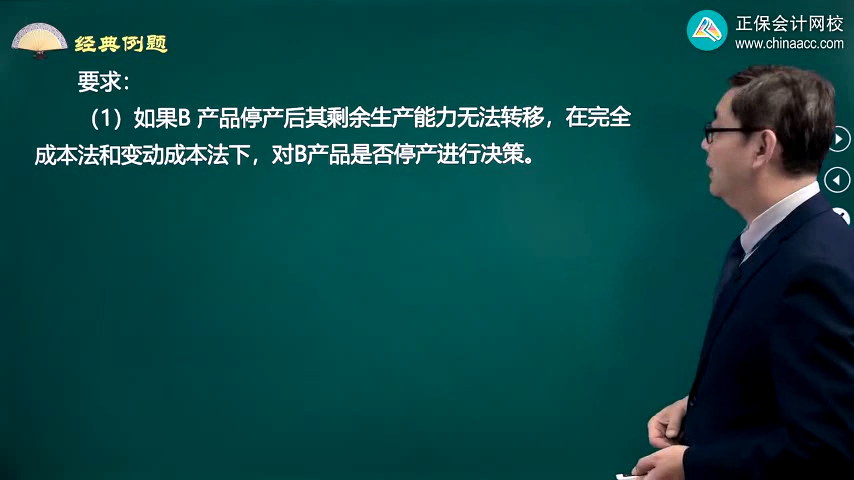 经典例题
正保会计网校
www.chinaacc.com
要求：
（1）如果B 产品停产后其剩余生产能力无法转移，在完全
成本法和变动成本法下，对B产品是否停产进行决策。